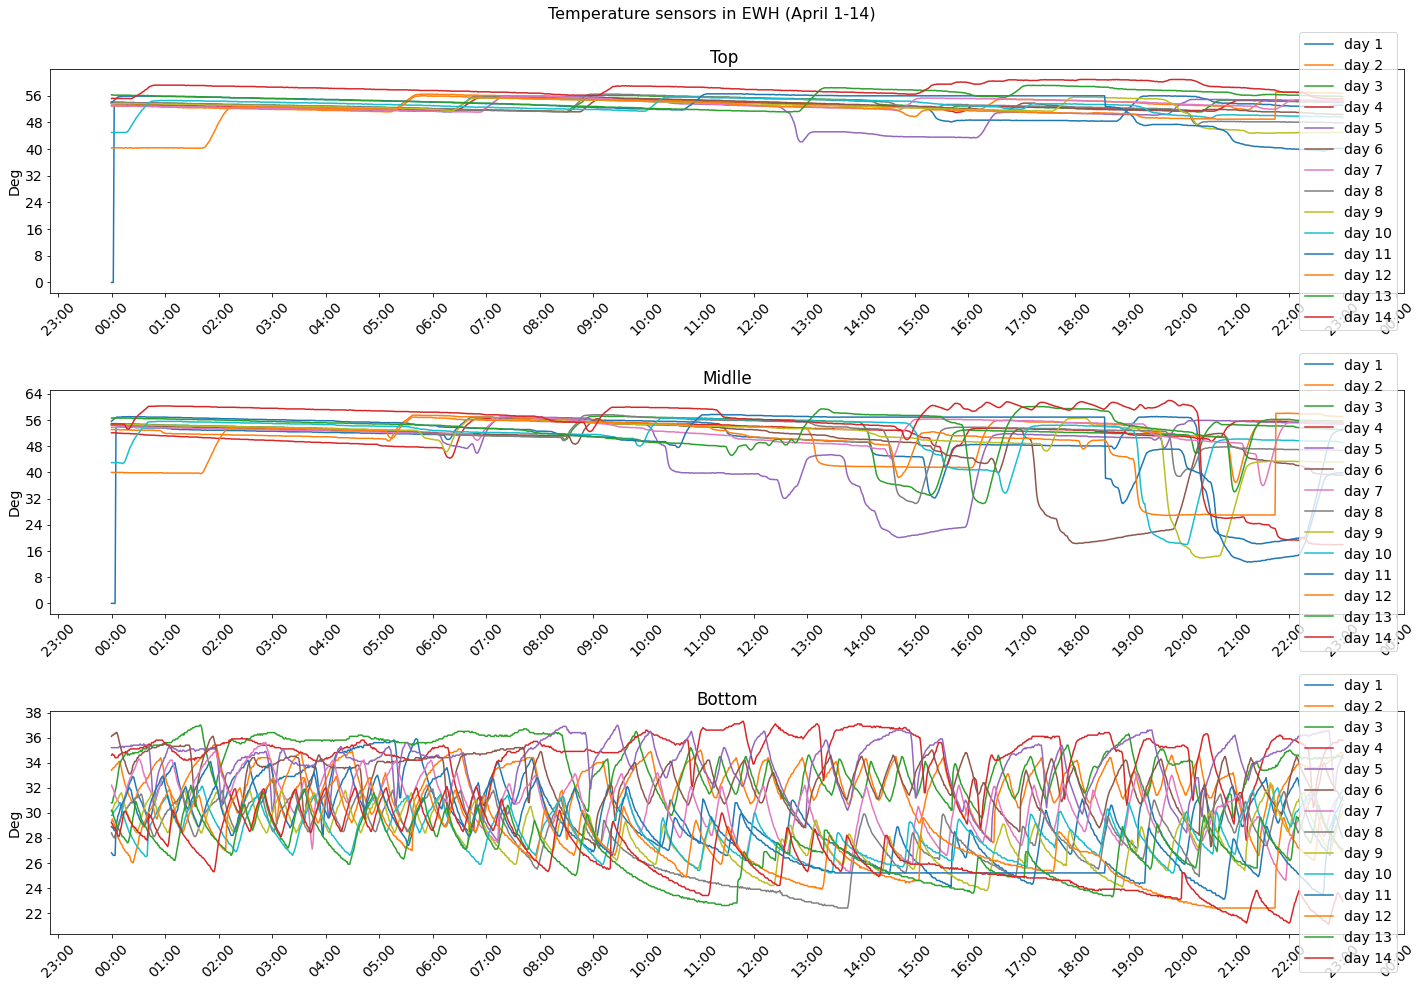 Temperature sensors in EWH (April 1-14)
Top
Deg
56
48
40
32
24
16
8
0
23:00 00:00 01:00 02:00 03:00 04:00 05:00 06:00 07:00 08:00 09:00 10:00 11:00 12:00 13:00 14:00 15:00 16:00 17:00 18:00 19:00 20:00 21:00 22:00 23:00 00:00
day 1
day 2
day 3
day 4
day 5
day 6
day 7
day 8
day 9
day 10
day 11
day 12
day 13
day 14
Midlle
Deg
64
56
48
40
32
24
16
8
0
23:00 00:00 01:00 02:00 03:00 04:00 05:00 06:00 07:00 08:00 09:00 10:00 11:00 12:00 13:00 14:00 15:00 16:00 17:00 18:00 19:00 20:00 21:00 22:00 23:00 00:00
day 1
day 2
day 3
day 4
day 5
day 6
day 7
day 8
day 9
day 10
day 11
day 12
day 13
day 14
Bottom
Deg
38
36
34
32
30
28
26
24
22
23:00 00:00 01:00 02:00 03:00 04:00 05:00 06:00 07:00 08:00 09:00 10:00 11:00 12:00 13:00 14:00 15:00 16:00 17:00 18:00 19:00 20:00 21:00 22:00 23:00 00:00
day 1
day 2
day 3
day 4
day 5
day 6
day 7
day 8
day 9
day 10
day 11
day 12
day 13
day 14